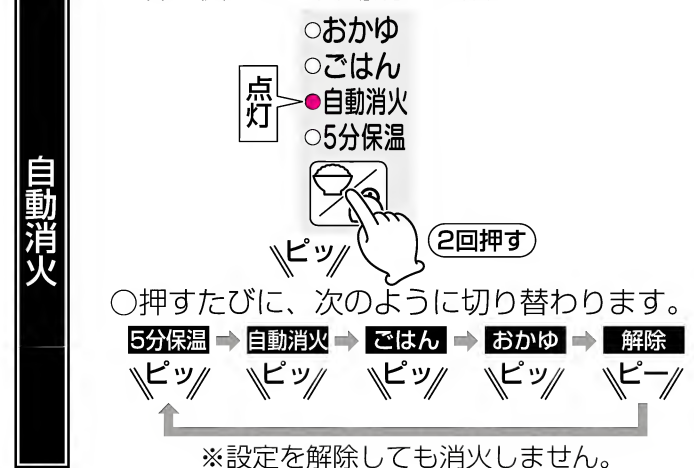 自動消火
○おかゆ
○ごはん
点灯
●自動消火
○5分保温
2回押す
ピッ
○押すたびに、次のように切り替わります。
5分保温 ➡ 自動消火 ➡ ごはん ➡ おかゆ ➡ 解除
ピッ ピッ ピッ ピッ ピー
※設定を解除しても消火しません。